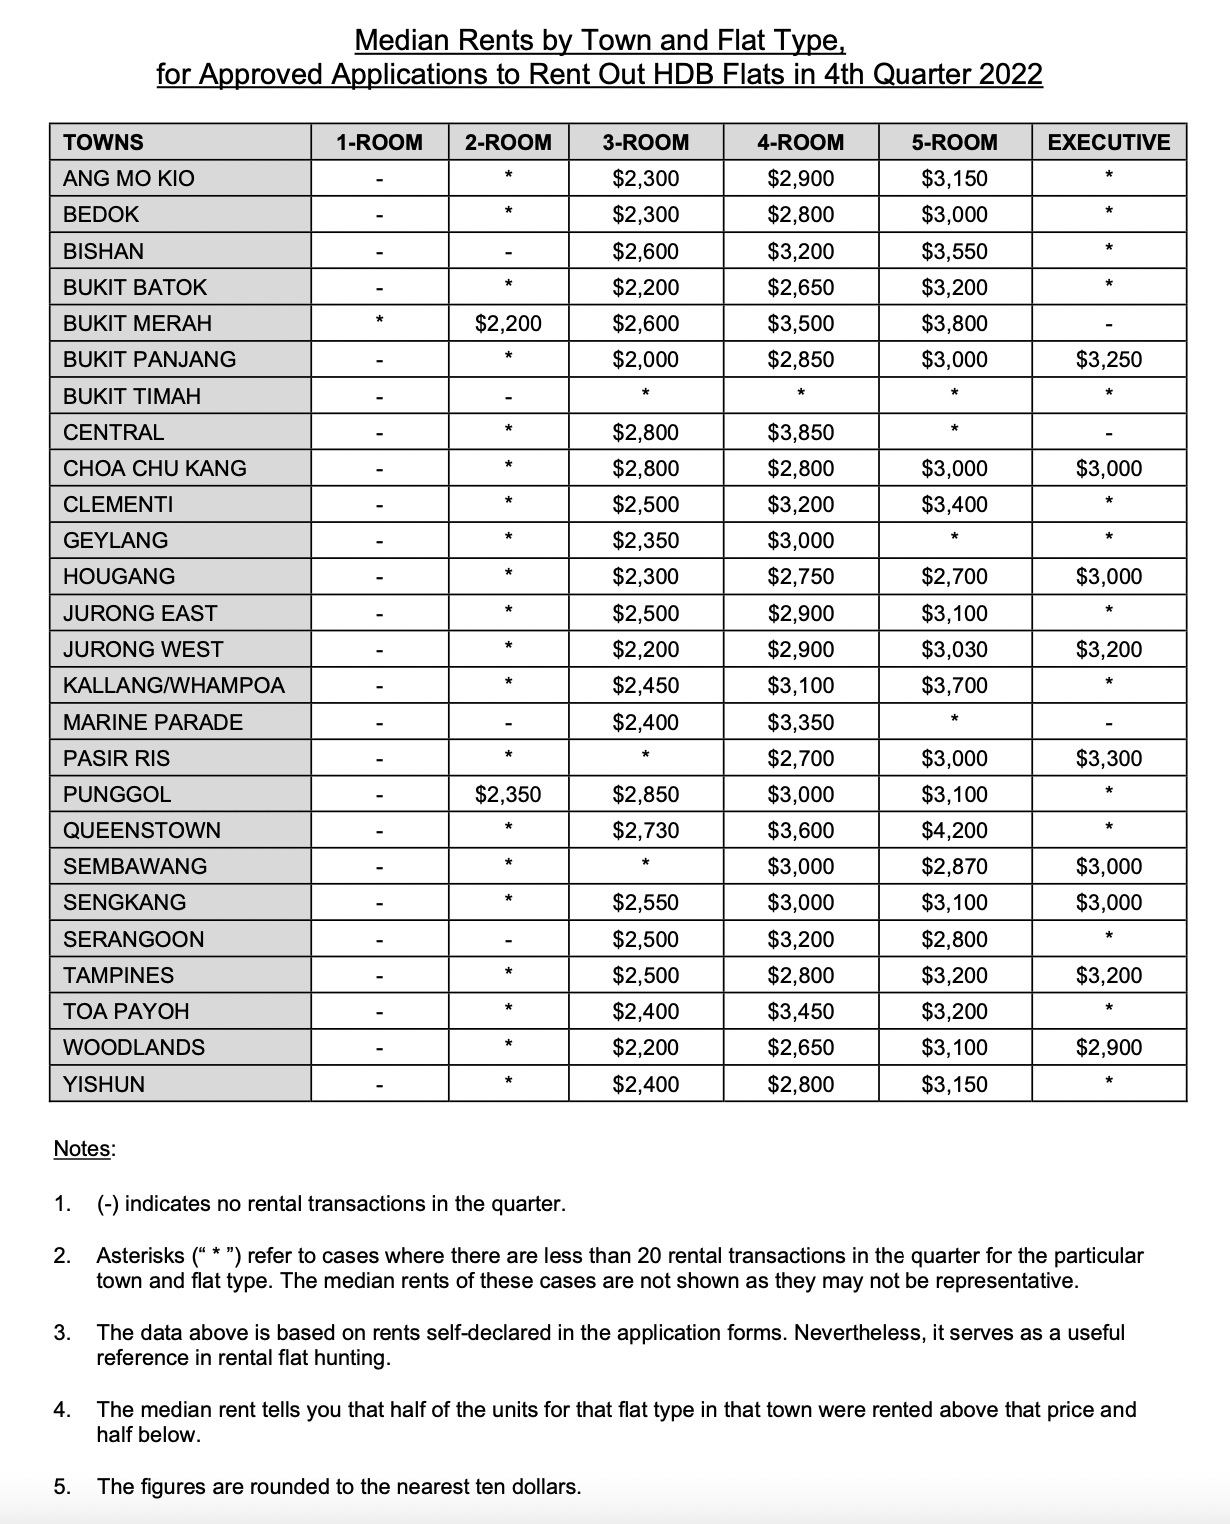 Median Rents by Town and Flat Type,
for Approved Applications to Rent Out HDB Flats in 4th Quarter 2022
TOWNS 1-ROOM 2-ROOM 3-ROOM 4-ROOM 5-ROOM EXECUTIVE
ANG MO KIO - * $2,300 $2,900 $3,150 *
BEDOK - * $2,300 $2,800 $3,000 *
BISHAN - - $2,600 $3,200 $3,550 *
BUKIT BATOK - * $2,200 $2,650 $3,200 *
BUKIT MERAH * $2,200 $2,600 $3,500 $3,800 -
BUKIT PANJANG - * $2,000 $2,850 $3,000 $3,250
BUKIT TIMAH - - * * * *
CENTRAL - * $2,800 $3,850 * -
CHOA CHU KANG - * $2,800 $2,800 $3,000 $3,000
CLEMENTI - * $2,500 $3,200 $3,400 *
GEYLANG - * $2,350 $3,000 * *
HOUGANG - * $2,300 $2,750 $2,700 $3,000
JURONG EAST - * $2,500 $2,900 $3,100 *
JURONG WEST - * $2,200 $2,900 $3,030 $3,200
KALLANG/WHAMPOA - * $2,450 $3,100 $3,700 *
MARINE PARADE - - $2,400 $3,350 * -
PASIR RIS - * * $2,700 $3,000 $3,300
PUNGGOL - $2,350 $2,850 $3,000 $3,100 *
QUEENSTOWN - * $2,730 $3,600 $4,200 *
SEMBAWANG - * * $3,000 $2,870 $3,000
SENGKANG - * $2,550 $3,000 $3,100 $3,000
SERANGOON - - $2,500 $3,200 $2,800 *
TAMPINES - * $2,500 $2,800 $3,200 $3,200
TOA PAYOH - * $2,400 $3,450 $3,200 *
WOODLANDS - * $2,200 $2,650 $3,100 $2,900
YISHUN - * $2,400 $2,800 $3,150 *
Notes:
1. (-) indicates no rental transactions in the quarter.
2. Asterisks (“ * ”) refer to cases where there are less than 20 rental transactions in the quarter for the particular
town and flat type. The median rents of these cases are not shown as they may not be representative.
3. The data above is based on rents self-declared in the application forms. Nevertheless, it serves as a useful
reference in rental flat hunting.
4. The median rent tells you that half of the units for that flat type in that town were rented above that price and
half below.
5. The figures are rounded to the nearest ten dollars.